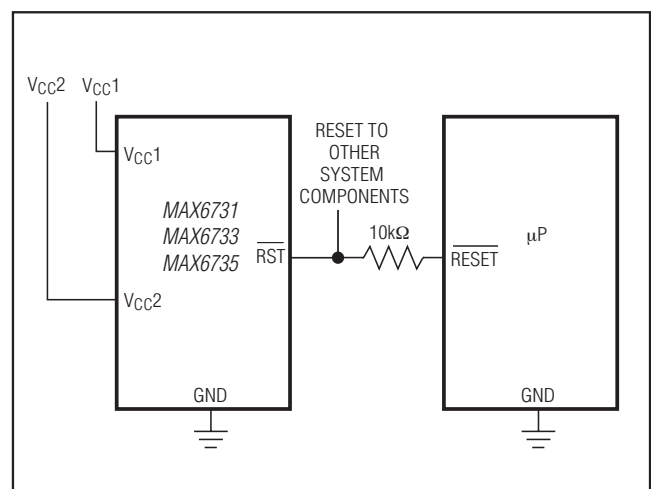 VCC2 VCC1
VCC1
MAX6731
MAX6733
MAX6735
RST
VCC2
GND
RESET TO
OTHER
SYSTEM
COMPONENTS
10kΩ
RESET
μP
GND